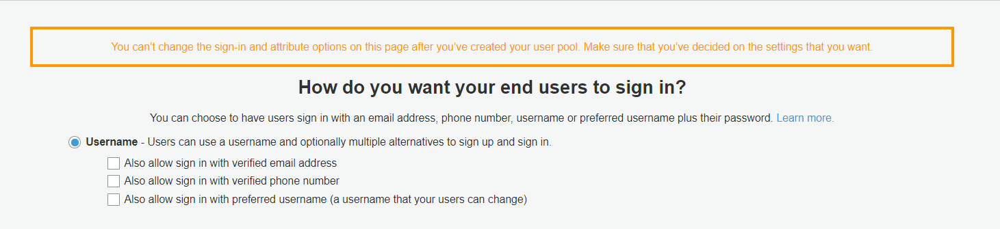 You can’t change the sign-in and attribute options on this page after you’ve created your user pool. Make sure that you’ve decided on the settings that you want.
How do you want your end users to sign in?
You can choose to have users sign in with an email address, phone number, username or preferred username plus their password. Learn more.
Username - Users can use a username and optionally multiple alternatives to sign up and sign in.
Also allow sign in with verified email address
Also allow sign in with verified phone number
Also allow sign in with preferred username (a username that your users can change)